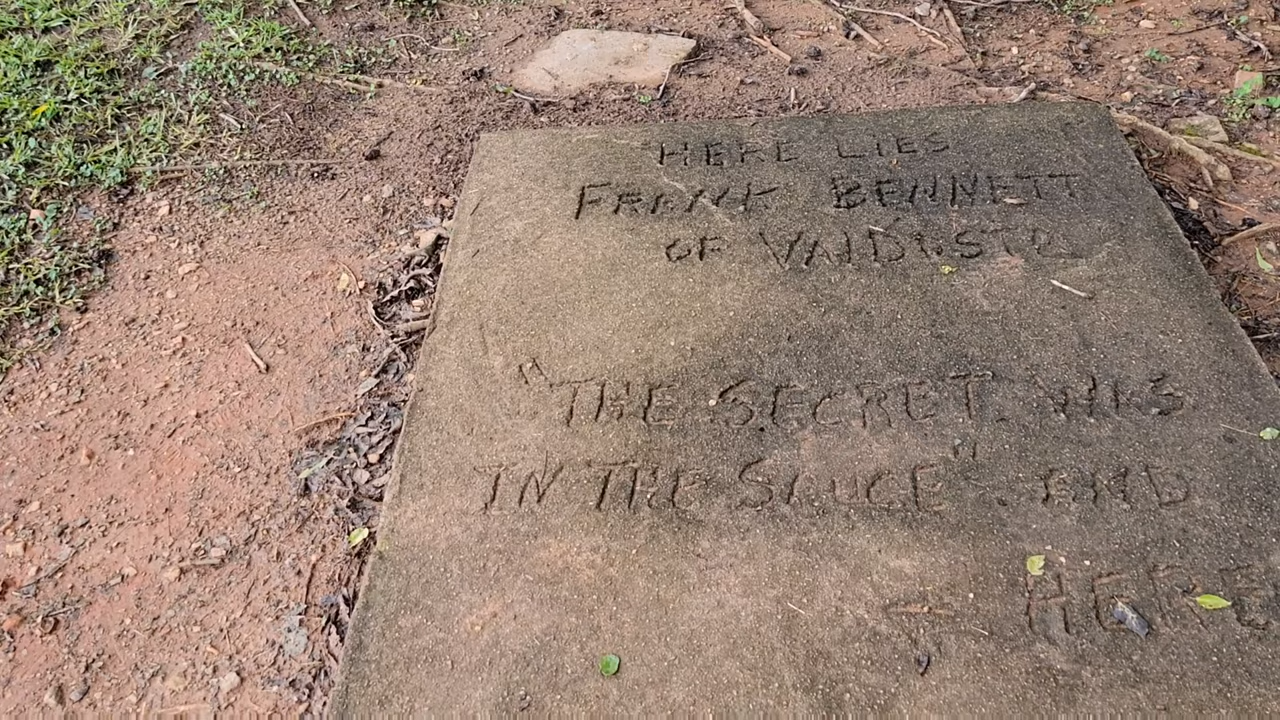 HERE LIES
FRANK BENNETT
OF VALDOSTA
"THE SECRET WAS
IN THE SAUCE". AND
HERE